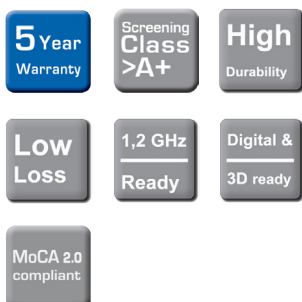 5 Year
Warranty
Screening
Class
>A+
High
Durability
Low
Loss
1,2 GHz
Ready
Digital &
3D ready
MoCA 2.0
compliant